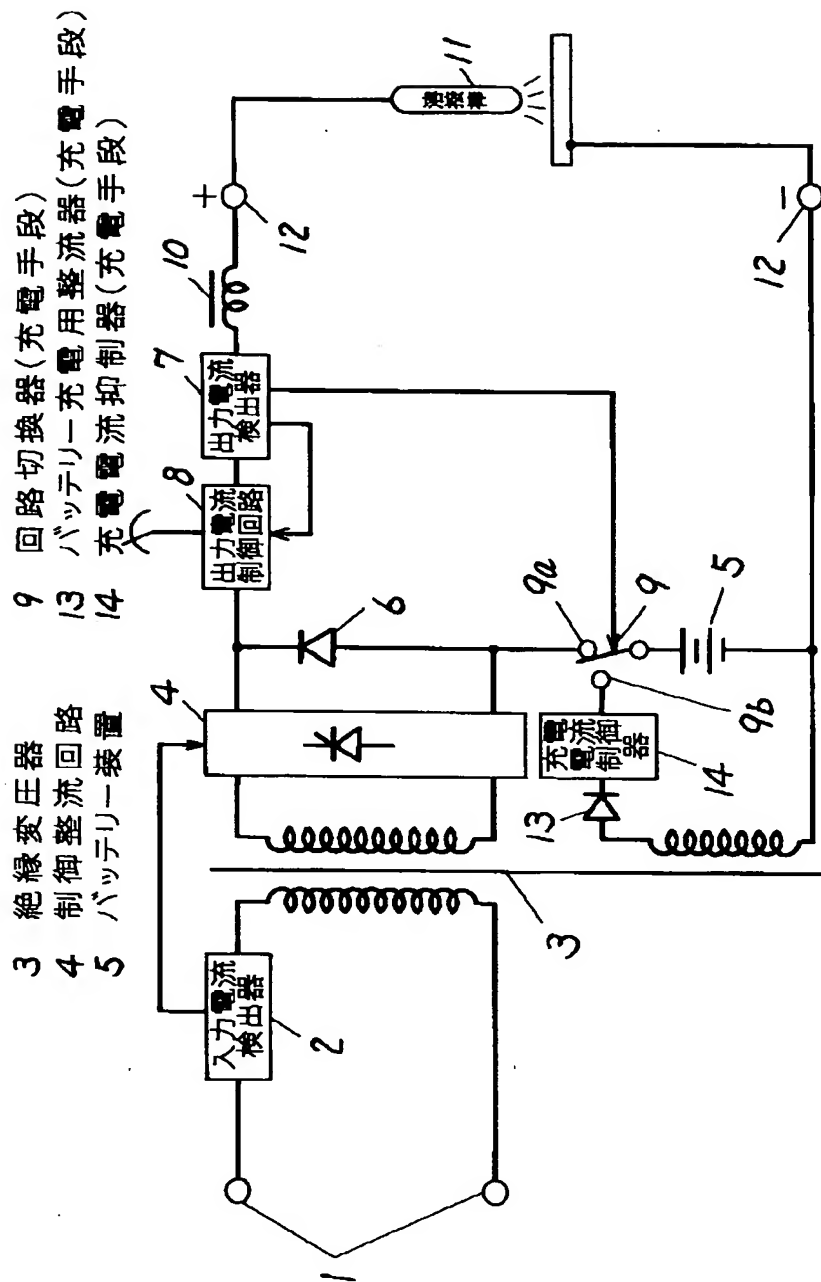 3 絶縁変圧器
4 制御整流回路
5 バッテリー装置
9 回路切換器(充電手段)
13 バッテリー充電用整流器(充電手段)
14 充電電流抑制器(充電手段)
1
入力電流
検出器
2
3
4
6
出力電流
制御回路
8
出力電流
検出器
7
10
+
12
溶接棒
11
9a
9
9b
5
13
充電
電流
制御器
14
−
12